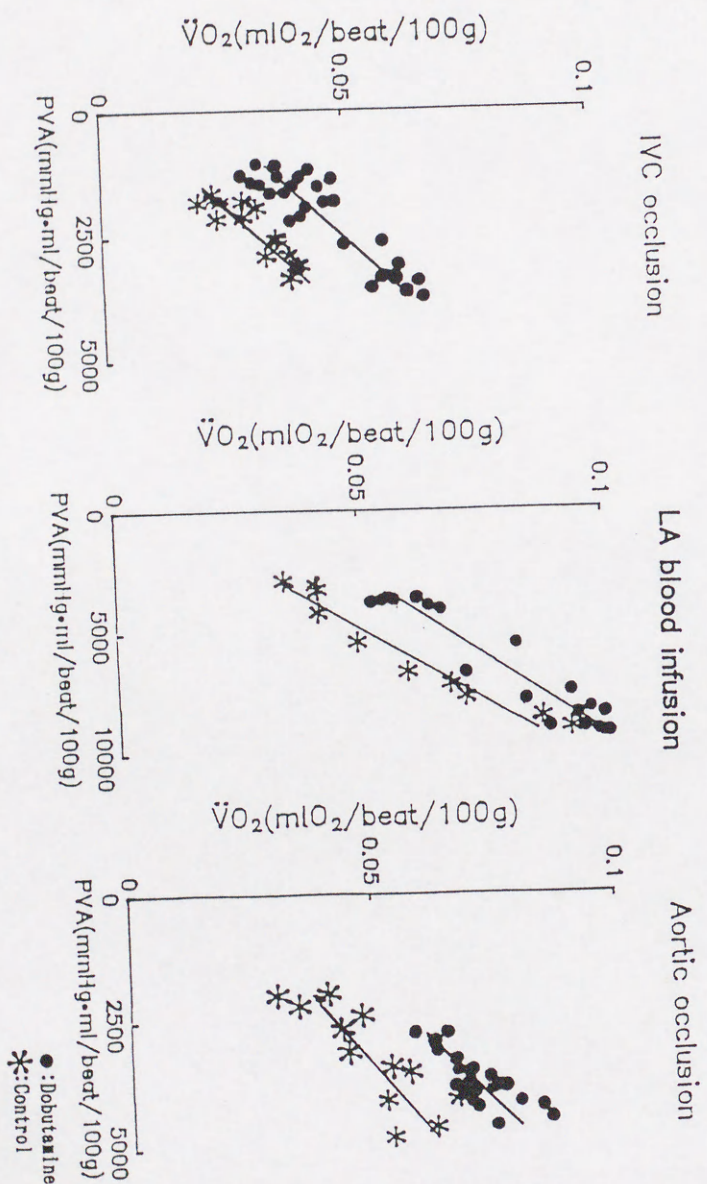 IVC occlusion
V̈O₂(mlO₂/beat/100g)
0.1
0.05
0
0
2500
5000
PVA(mmHg•ml/beat/100g)
LA blood infusion
V̈O₂(mlO₂/beat/100g)
0.1
0.05
0
0
5000
10000
PVA(mmHg•ml/beat/100g)
Aortic occlusion
V̈O₂(mlO₂/beat/100g)
0.1
0.05
0
0
2500
5000
PVA(mmHg•ml/beat/100g)
●:Dobutamine
✳:Control